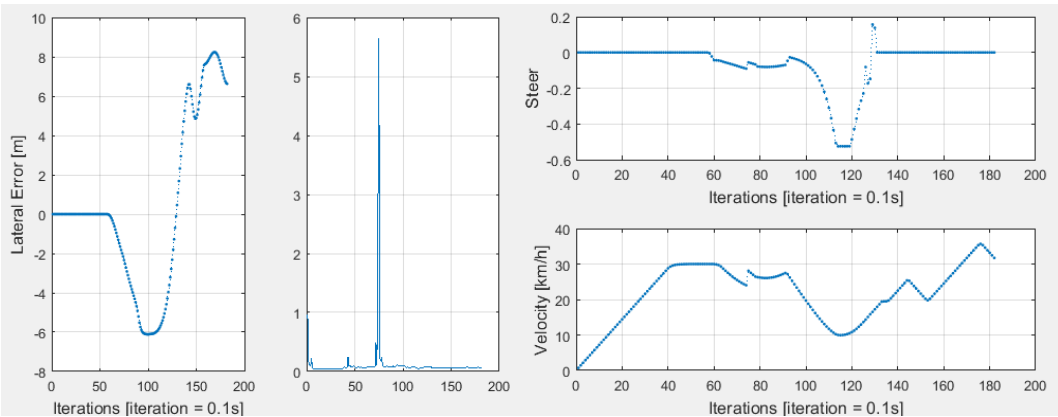 Lateral Error [m]
10
8
6
4
2
0
-2
-4
-6
-8
0 50 100 150 200
Iterations [iteration = 0.1s]
6
5
4
3
2
1
0
0 50 100 150 200
Steer
0.2
0
-0.2
-0.4
-0.6
0 20 40 60 80 100 120 140 160 180 200
Iterations [iteration = 0.1s]
Velocity [km/h]
40
30
20
10
0
0 20 40 60 80 100 120 140 160 180 200
Iterations [iteration = 0.1s]